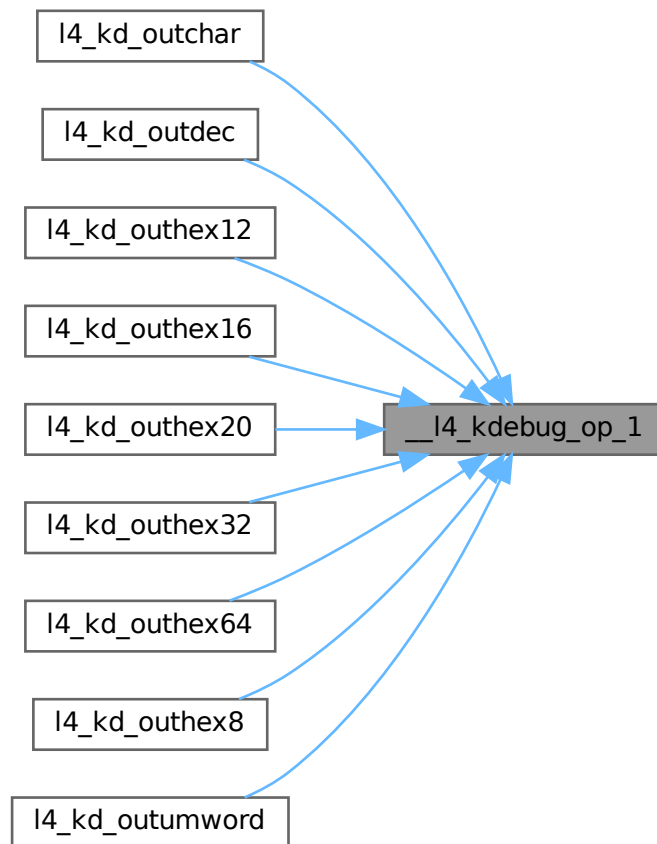 l4_kd_outchar
l4_kd_outdec
l4_kd_outhex12
l4_kd_outhex16
l4_kd_outhex20
__l4_kdebug_op_1
l4_kd_outhex32
l4_kd_outhex64
l4_kd_outhex8
l4_kd_outumword